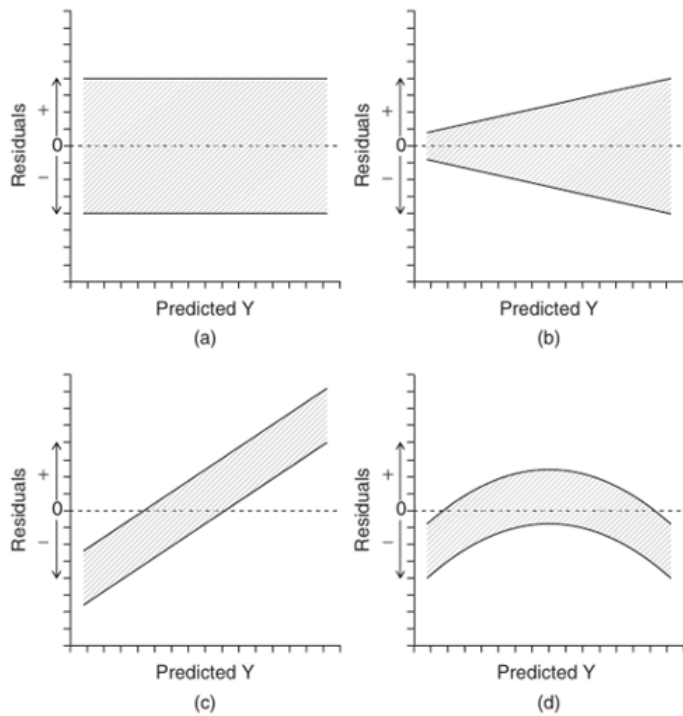 Residuals
+
0
−
Predicted Y
(a)
Residuals
+
0
−
Predicted Y
(b)
Residuals
+
0
−
Predicted Y
(c)
Residuals
+
0
−
Predicted Y
(d)